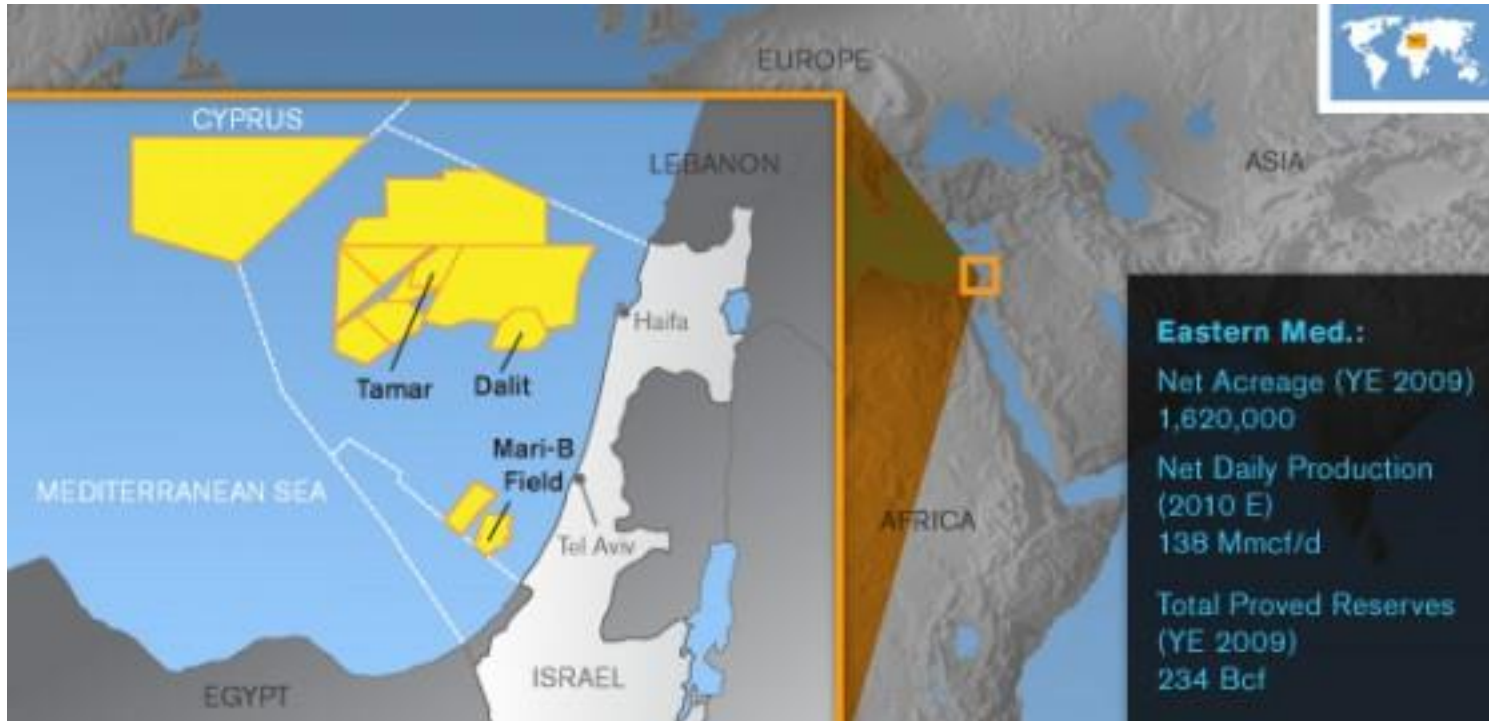 EUROPE
CYPRUS
LEBANON
ASIA
Haifa
Tamar
Dalit
Mari-B
Field
MEDITERRANEAN SEA
Tel Aviv
AFRICA
ISRAEL
EGYPT
Eastern Med.:
Net Acreage (YE 2009)
1,620,000
Net Daily Production
(2010 E)
138 Mmcf/d
Total Proved Reserves
(YE 2009)
234 Bcf